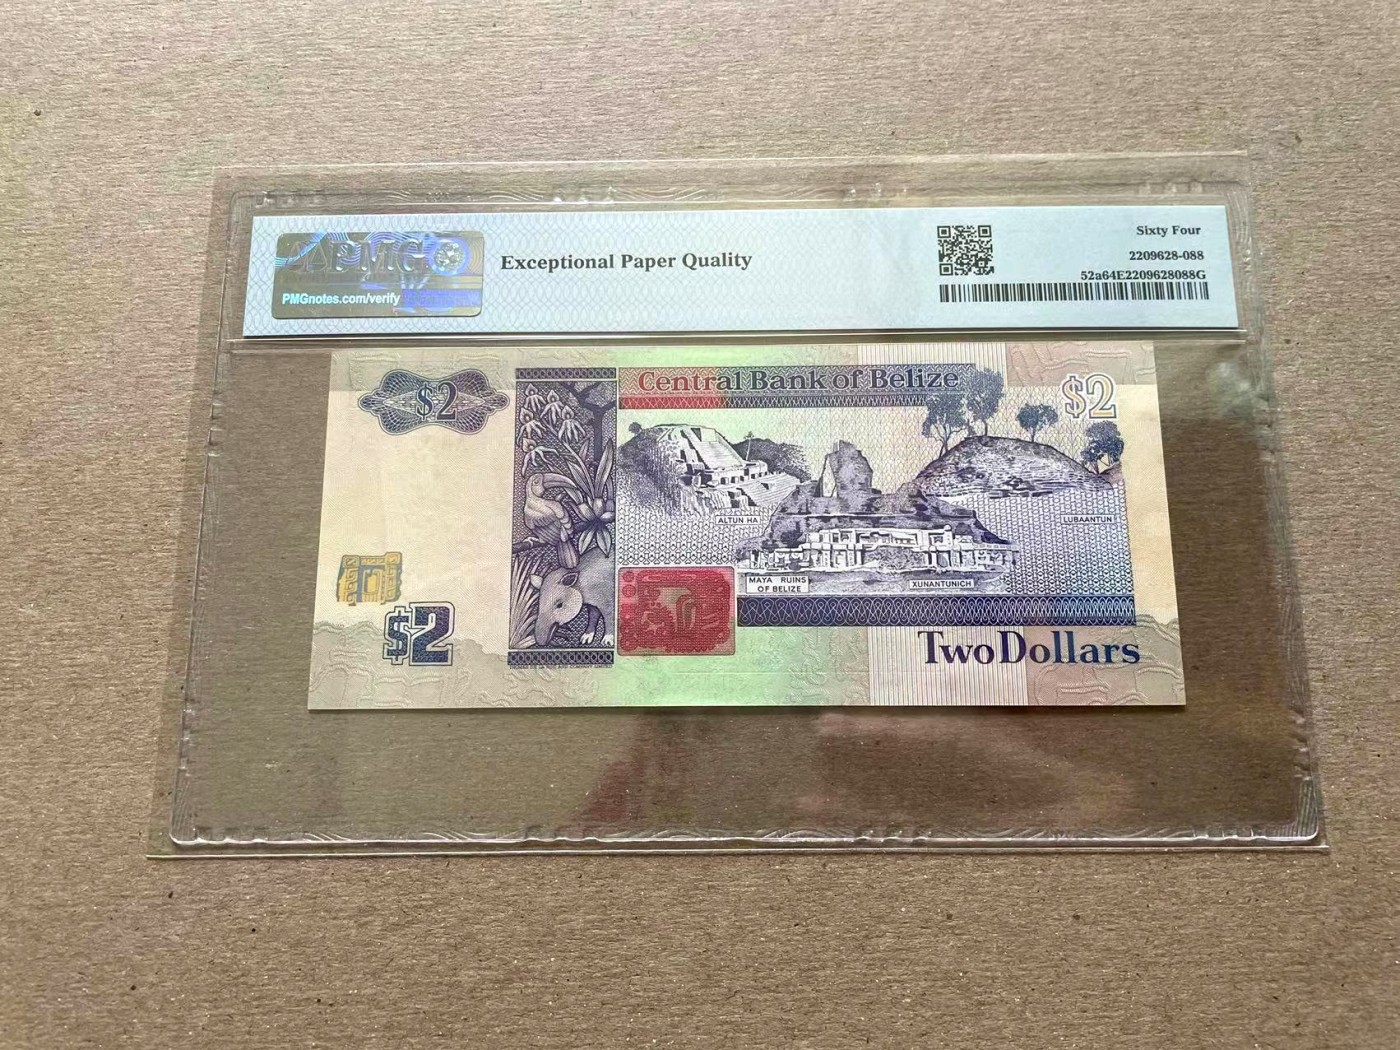 PMG
PMGnotes.com/verify
Exceptional Paper Quality
Sixty Four
2209628-088
52a64E2209628088G
$2
Central Bank of Belize
$2
ALTUN HA
LUBAANTUN
MAYA RUINS
OF BELIZE
XUNANTUNICH
$2
Two Dollars